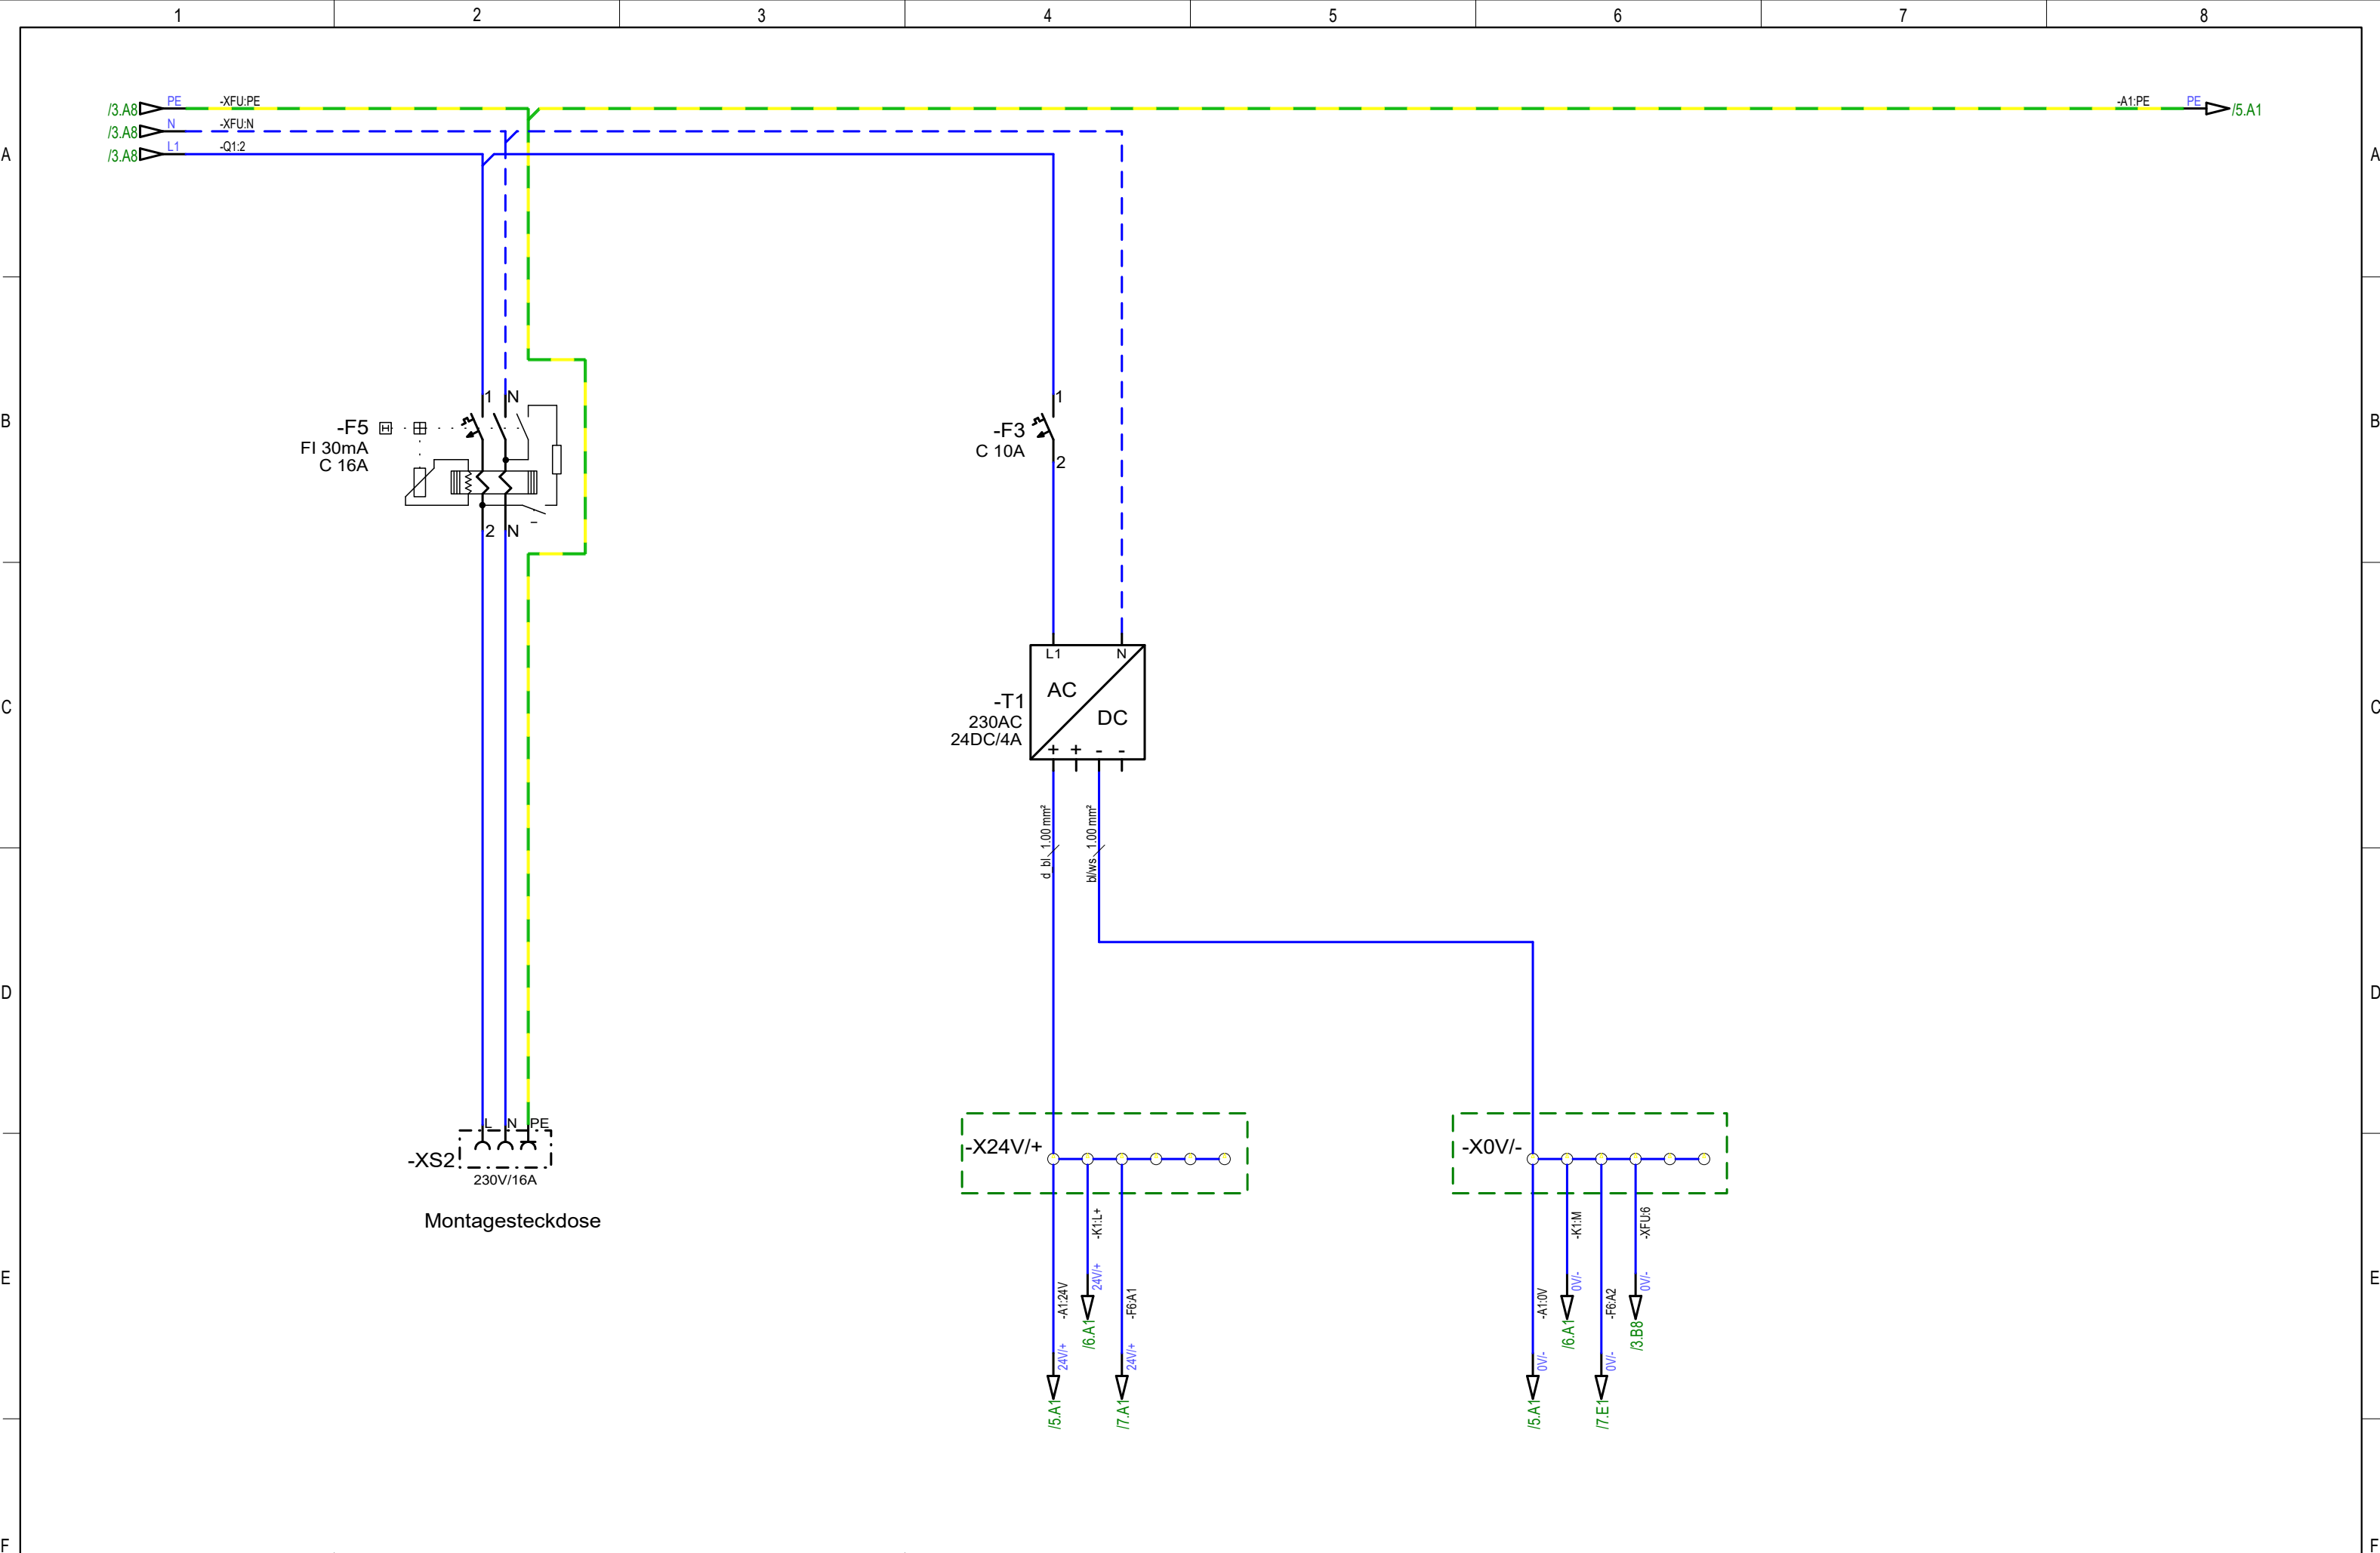 1 2 3 4 5 6 7 8
/3.A8 PE -XFU:PE -A1:PE PE /5.A1
/3.A8 N -XFU:N
/3.A8 L1 -Q1:2
A A
1 N 1
B B
-F5 -F3
FI 30mA C 10A
C 16A
2
2 N
L1 N
AC
-T1
C C
DC
230AC
24DC/4A
+ + - -
d_bl 1.00 mm²
bl/ws 1.00 mm²
D D
L N PE
-XS2
230V/16A
Montagesteckdose
-X24V/+ -X0V/-
-A1:24V
-K1:L+
-F6:A1
-A1:0V
-K1:M
-F6:A2
-XFU:6
E E
24V/+
24V/+
24V/+
0V/-
0V/-
0V/-
0V/-
/5.A1
/6.A1
/7.A1
/5.A1
/6.A1
/7.E1
/3.B8
F F